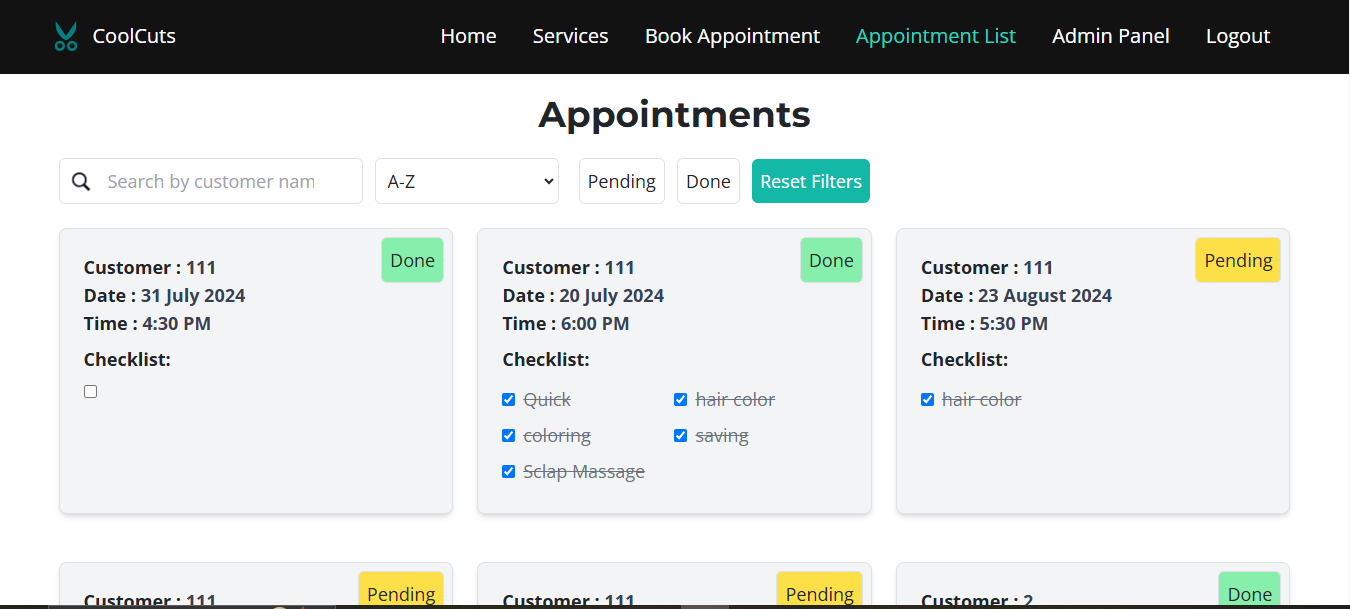 CoolCuts Home Services Book Appointment Appointment List Admin Panel Logout
Appointments
Search by customer nam A-Z Pending Done Reset Filters
Customer : 111 Done
Date : 31 July 2024
Time : 4:30 PM
Checklist:
Customer : 111 Done
Date : 20 July 2024
Time : 6:00 PM
Checklist:
Quick hair color
coloring saving
Sclap Massage
Customer : 111 Pending
Date : 23 August 2024
Time : 5:30 PM
Checklist:
hair color
Customer : 111 Pending
Customer : 111 Pending
Customer : 2 Done